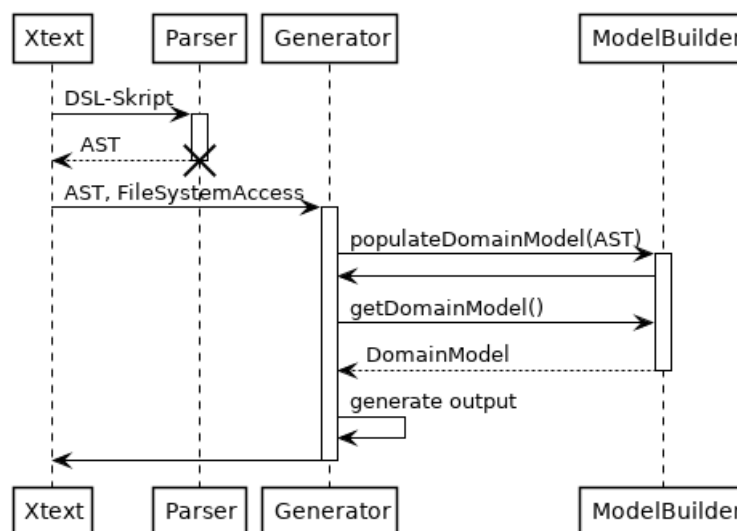 Xtext Parser Generator ModelBuilder
DSL-Skript
AST
AST, FileSystemAccess
populateDomainModel(AST)
getDomainModel()
DomainModel
generate output
Xtext Parser Generator ModelBuilder